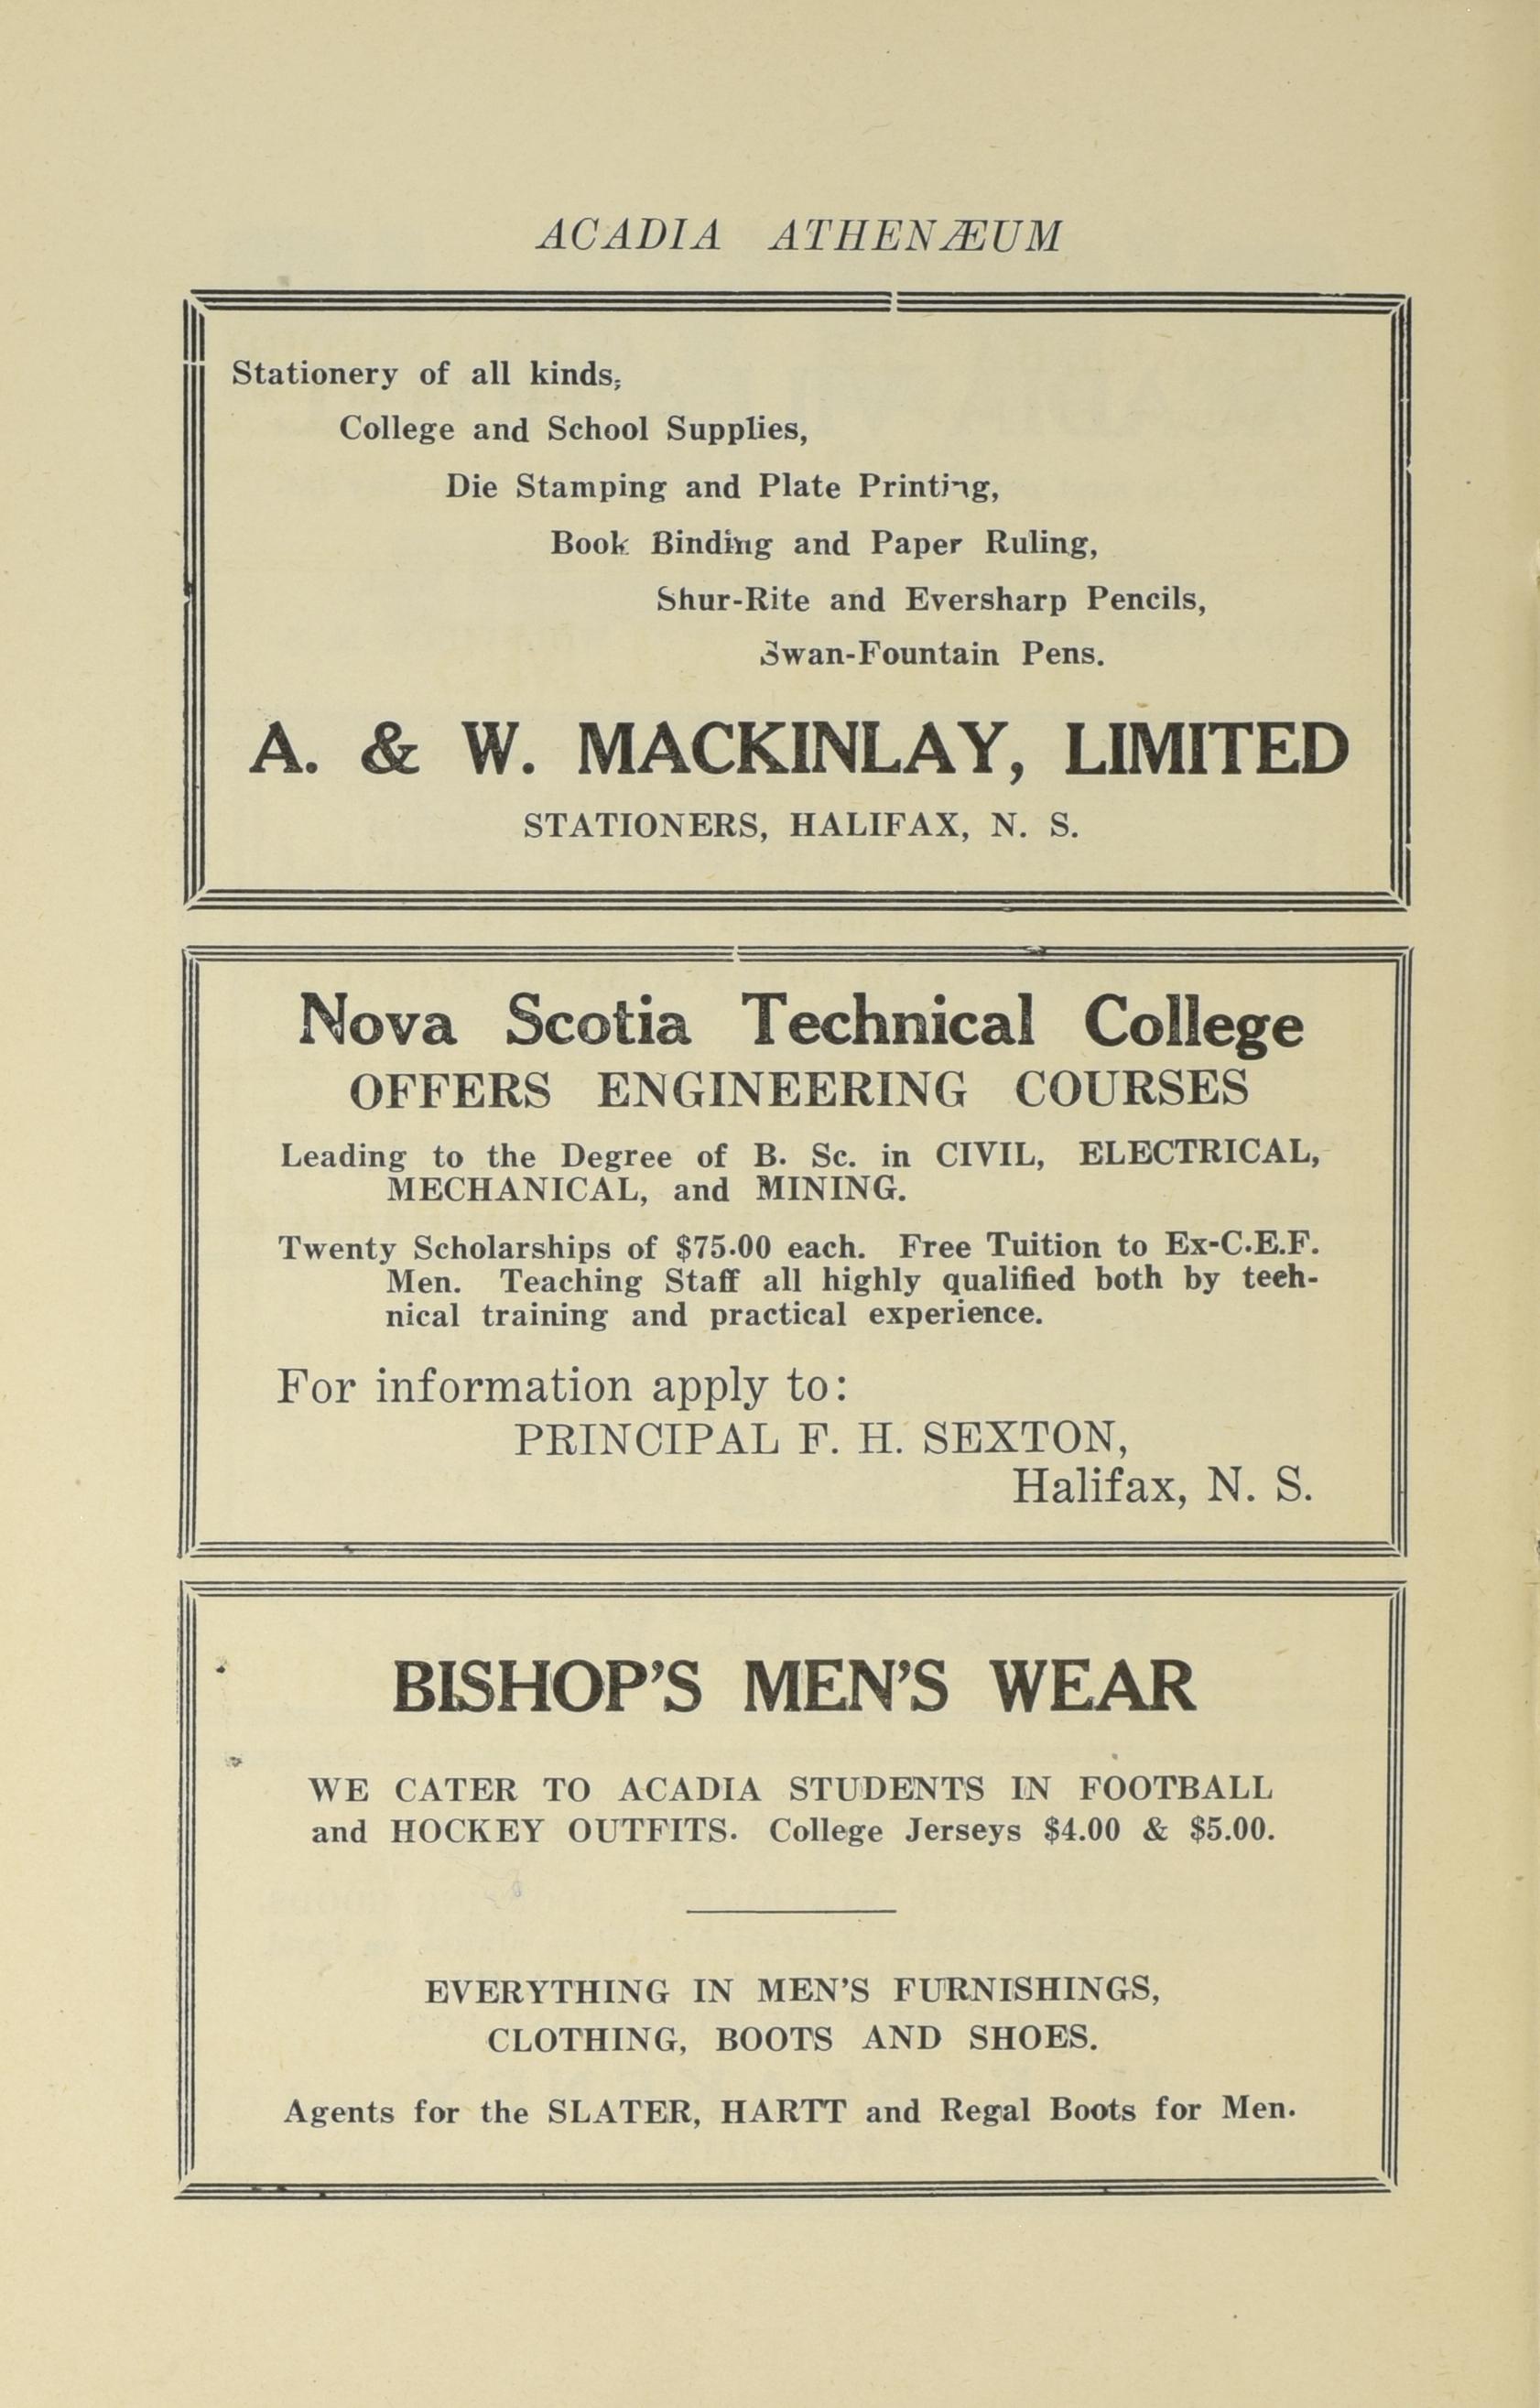 ACADIA ATHENÆUM
Stationery of all kinds,
College and School Supplies,
Die Stamping and Plate Printing,
Book Binding and Paper Ruling,
Shur-Rite and Eversharp Pencils,
Swan-Fountain Pens.
A. & W. MACKINLAY, LIMITED
STATIONERS, HALIFAX, N. S.
Nova Scotia Technical College
OFFERS ENGINEERING COURSES
Leading to the Degree of B. Sc. in CIVIL, ELECTRICAL,
MECHANICAL, and MINING.
Twenty Scholarships of $75.00 each. Free Tuition to Ex-C.E.F.
Men. Teaching Staff all highly qualified both by teeh-
nical training and practical experience.
For information apply to:
PRINCIPAL F. H. SEXTON,
Halifax, N. S.
BISHOP'S MEN'S WEAR
WE CATER TO ACADIA STUDENTS IN FOOTBALL
and HOCKEY OUTFITS. College Jerseys $4.00 & $5.00.
EVERYTHING IN MEN'S FURNISHINGS,
CLOTHING, BOOTS AND SHOES.
Agents for the SLATER, HARTT and Regal Boots for Men.